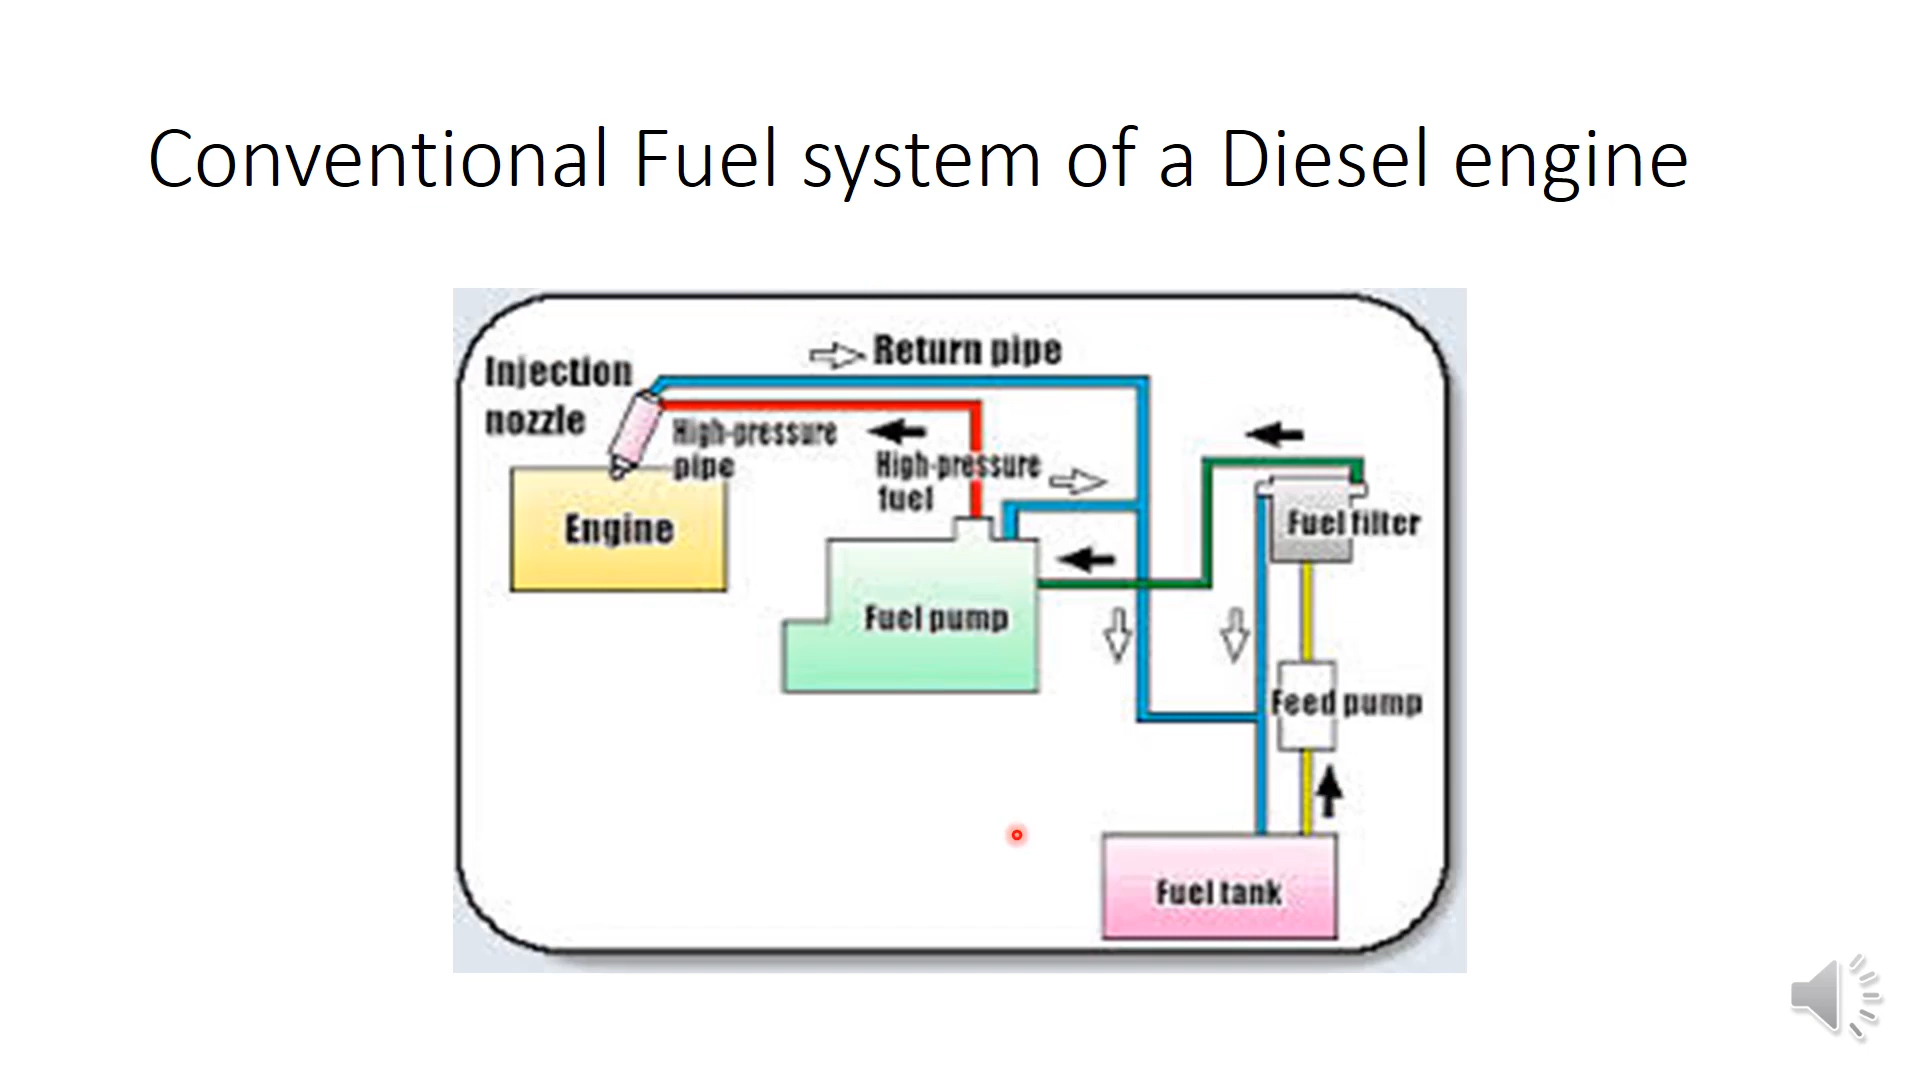 Conventional Fuel system of a Diesel engine
Return pipe
Injection
nozzle
High-pressure
pipe
High-pressure
fuel
Engine
Fuel filter
Fuel pump
Feed pump
Fuel tank